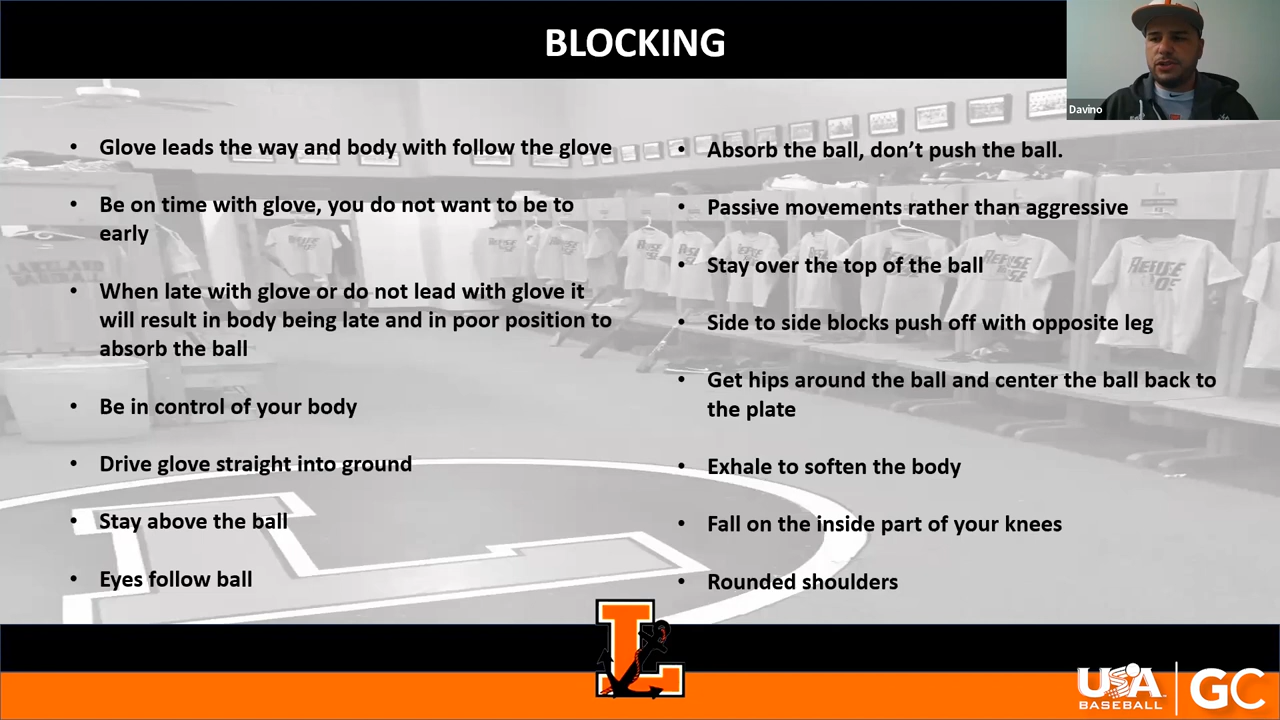 BLOCKING
Davino
• Glove leads the way and body with follow the glove
• Be on time with glove, you do not want to be to
early
• When late with glove or do not lead with glove it
will result in body being late and in poor position to
absorb the ball
• Be in control of your body
• Drive glove straight into ground
• Stay above the ball
• Eyes follow ball
• Absorb the ball, don’t push the ball.
• Passive movements rather than aggressive
• Stay over the top of the ball
• Side to side blocks push off with opposite leg
• Get hips around the ball and center the ball back to
the plate
• Exhale to soften the body
• Fall on the inside part of your knees
• Rounded shoulders
LAKELAND
BASEBALL
L
USA
BASEBALL
GC